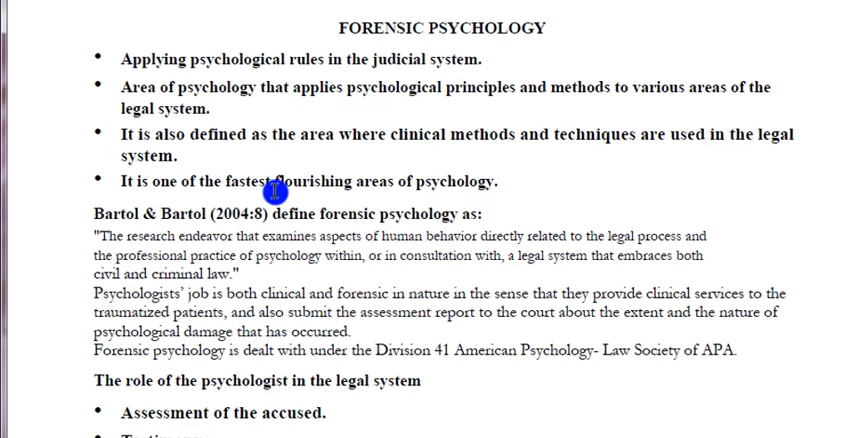 FORENSIC PSYCHOLOGY
• Applying psychological rules in the judicial system.
• Area of psychology that applies psychological principles and methods to various areas of the
legal system.
• It is also defined as the area where clinical methods and techniques are used in the legal
system.
• It is one of the fastest flourishing areas of psychology.
Bartol & Bartol (2004:8) define forensic psychology as:
"The research endeavor that examines aspects of human behavior directly related to the legal process and
the professional practice of psychology within, or in consultation with, a legal system that embraces both
civil and criminal law."
Psychologists' job is both clinical and forensic in nature in the sense that they provide clinical services to the
traumatized patients, and also submit the assessment report to the court about the extent and the nature of
psychological damage that has occurred.
Forensic psychology is dealt with under the Division 41 American Psychology- Law Society of APA.
The role of the psychologist in the legal system
• Assessment of the accused.